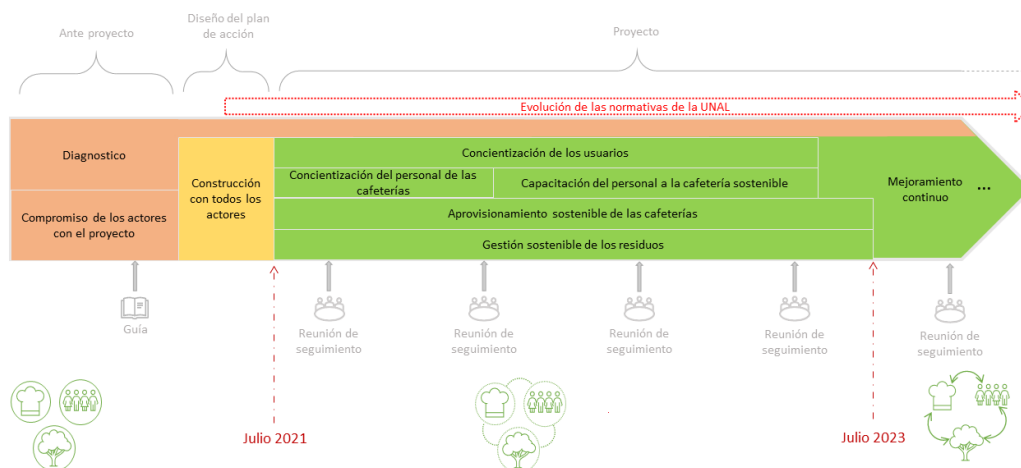 Ante proyecto
Diseño del plan
de acción
Proyecto
Evolución de las normativas de la UNAL
Diagnostico
Compromiso de los actores
con el proyecto
Construcción
con todos los
actores
Concientización de los usuarios
Concientización del personal de las
cafeterías
Capacitación del personal a la cafetería sostenible
Aprovisionamiento sostenible de las cafeterías
Gestión sostenible de los residuos
Mejoramiento
continuo
...
Guía
Reunión de
seguimiento
Reunión de
seguimiento
Reunión de
seguimiento
Reunión de
seguimiento
Reunión de
seguimiento
Julio 2021
Julio 2023